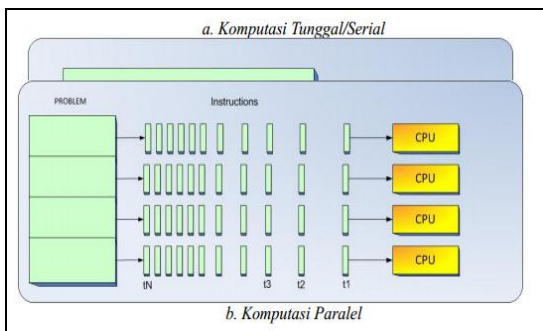 a. Komputasi Tunggal/Serial
PROBLEM
Instructions
CPU
CPU
CPU
CPU
tN
t3
t2
t1
b. Komputasi Paralel